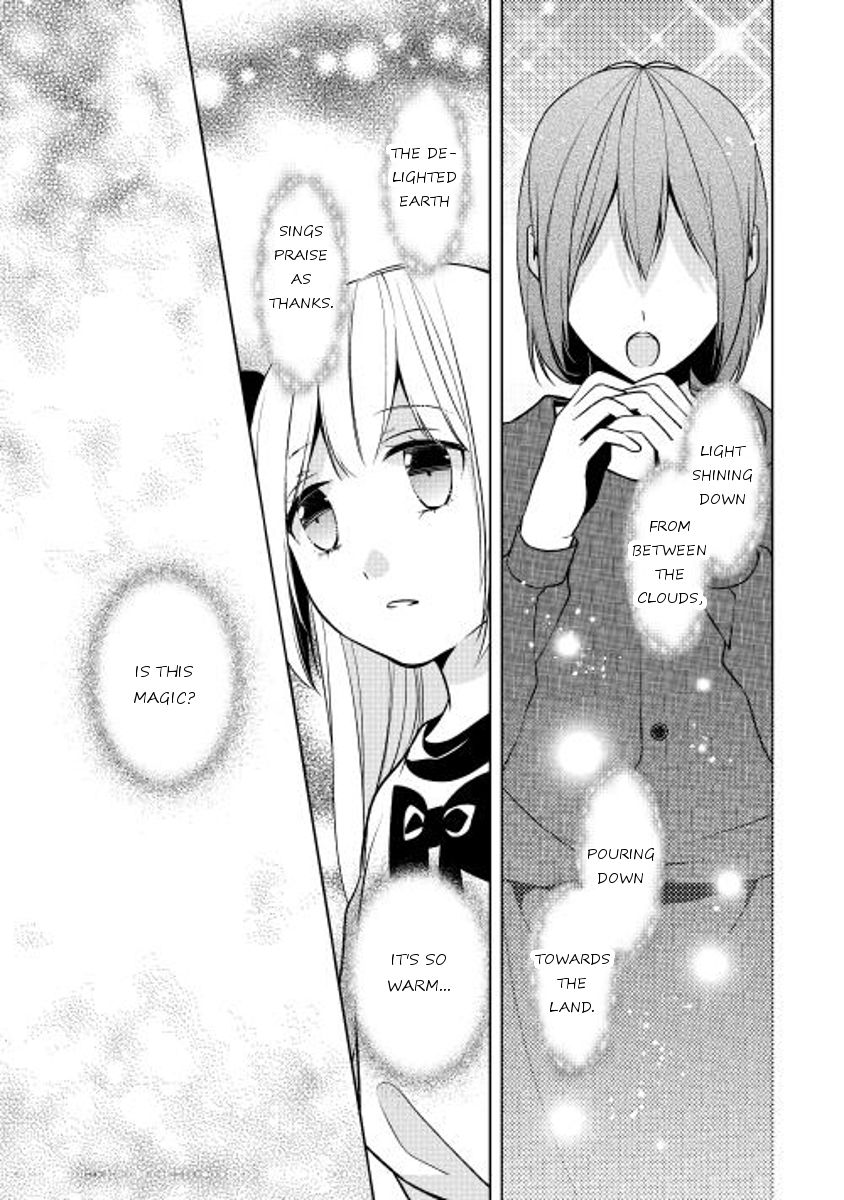 LIGHT
SHINING
DOWN
FROM
BETWEEN
THE
CLOUDS,
POURING
DOWN
TOWARDS
THE
LAND.
THE DE-
LIGHTED
EARTH
SINGS
PRAISE
AS
THANKS.
IT'S SO
WARM...
IS THIS
MAGIC?